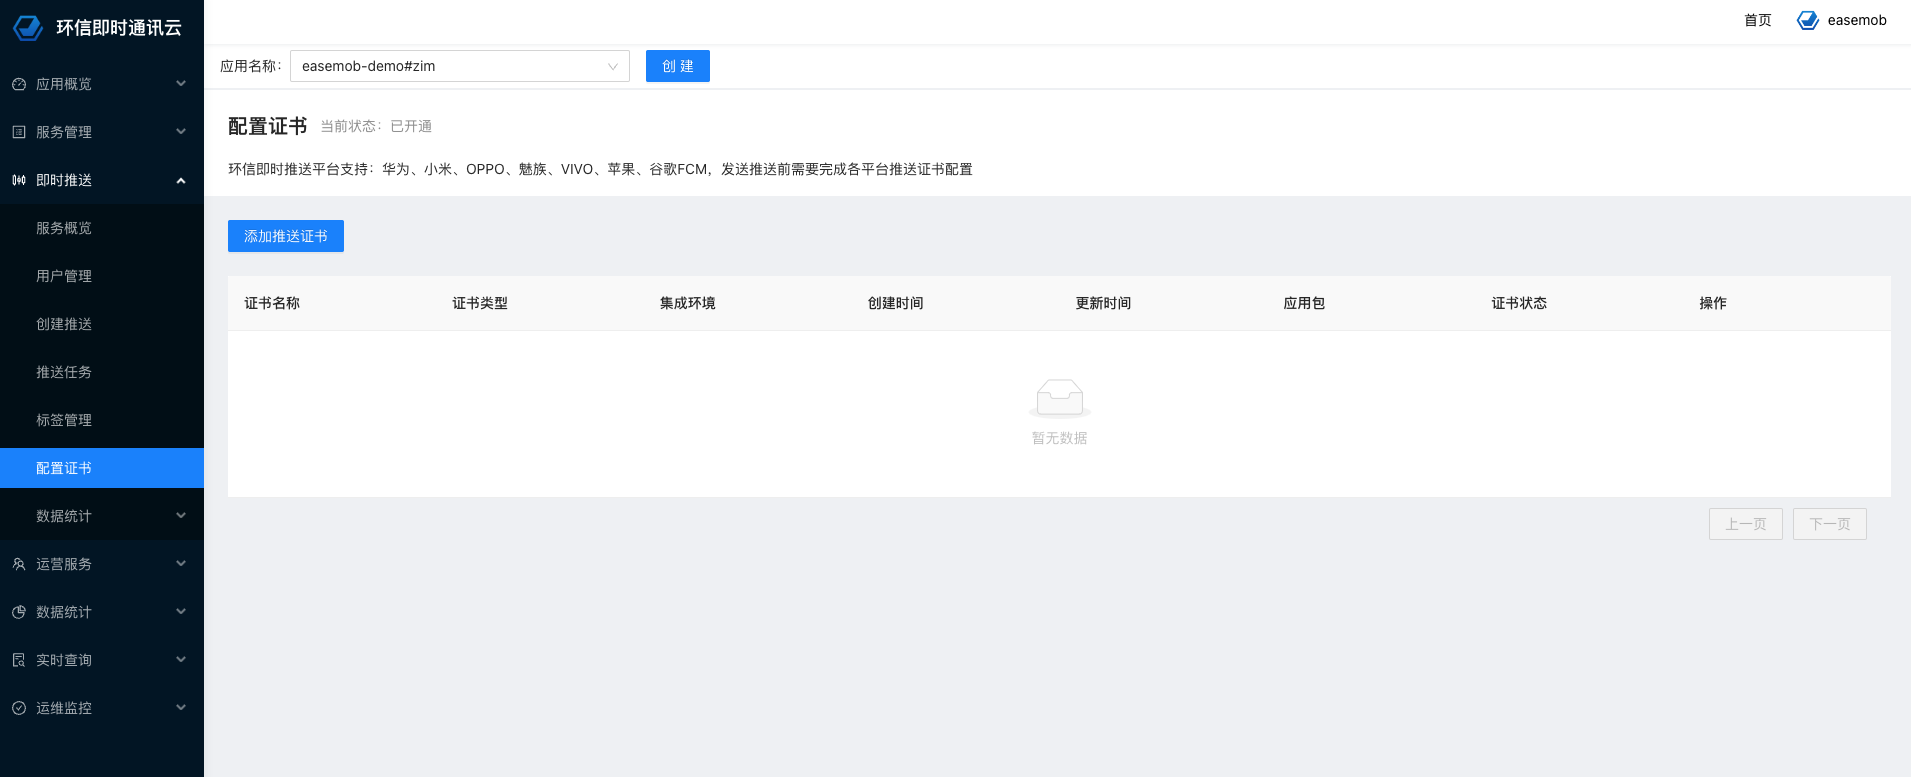 环信即时通讯云
首页
easemob
应用概览
服务管理
即时推送
服务概览
用户管理
创建推送
推送任务
标签管理
配置证书
数据统计
运营服务
数据统计
实时查询
运维监控
应用名称: easemob-demo#zim 创 建
配置证书 当前状态：已开通
环信即时推送平台支持：华为、小米、OPPO、魅族、VIVO、苹果、谷歌FCM，发送推送前需要完成各平台推送证书配置
添加推送证书
证书名称 证书类型 集成环境 创建时间 更新时间 应用包 证书状态 操作
暂无数据
上一页 下一页